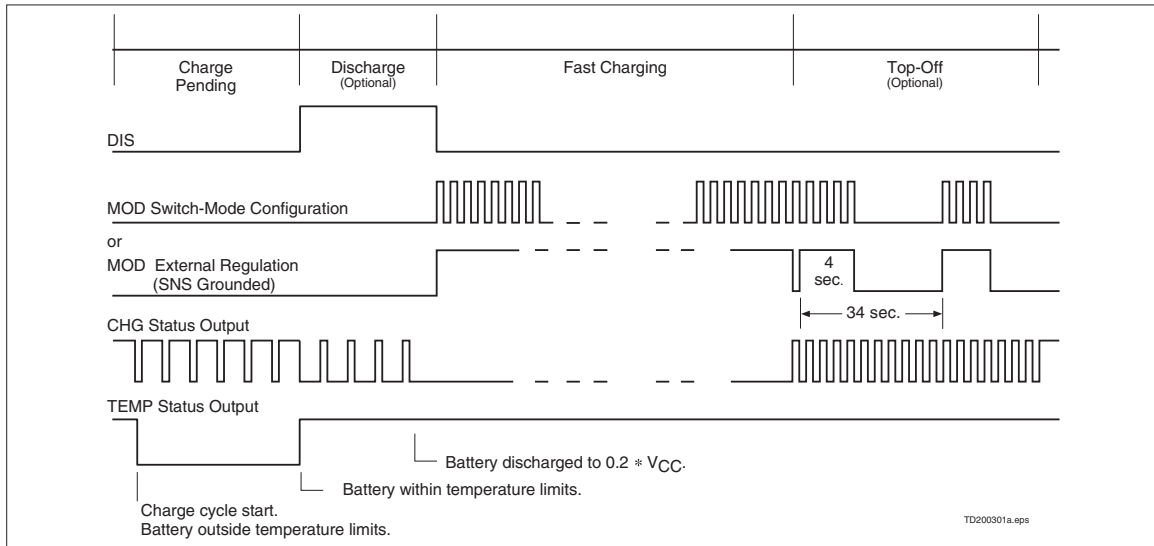 Charge
Pending
Discharge
(Optional)
Fast Charging
Top-Off
(Optional)
DIS
MOD Switch-Mode Configuration
or
MOD External Regulation
(SNS Grounded)
4
sec.
34 sec.
CHG Status Output
TEMP Status Output
Battery discharged to 0.2 * VCC.
Battery within temperature limits.
Charge cycle start.
Battery outside temperature limits.
TD200301a.eps